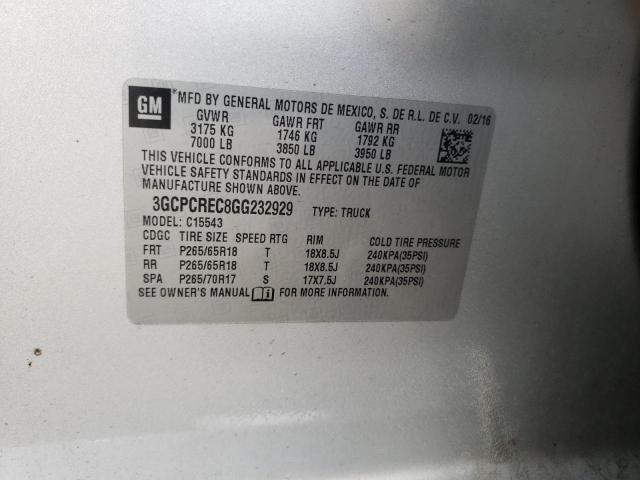 GM
*MFD BY GENERAL MOTORS DE MEXICO, S. DE R.L. DE C.V. 02/16
GVWR GAWR FRT GAWR RR
3175 KG 1746 KG 1792 KG
7000 LB 3850 LB 3950 LB
THIS VEHICLE CONFORMS TO ALL APPLICABLE U.S. FEDERAL MOTOR
VEHICLE SAFETY STANDARDS IN EFFECT ON THE DATE OF
MANUFACTURE SHOWN ABOVE.
3GCPCREC8GG232929 TYPE: TRUCK
MODEL: C15543
CDGC TIRE SIZE SPEED RTG RIM COLD TIRE PRESSURE
FRT P265/65R18 T 18X8.5J 240KPA(35PSI)
RR P265/65R18 T 18X8.5J 240KPA(35PSI)
SPA P265/70R17 S 17X7.5J 240KPA(35PSI)
SEE OWNER'S MANUAL FOR MORE INFORMATION.